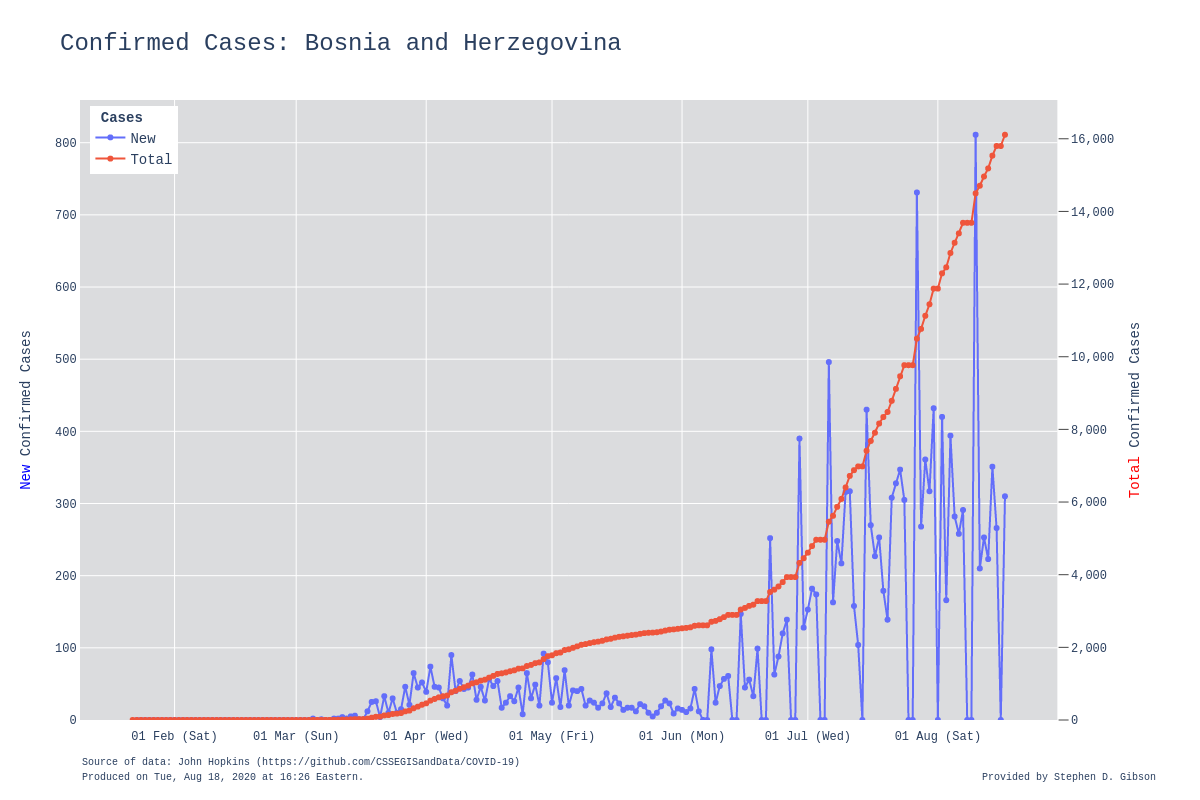 Confirmed Cases: Bosnia and Herzegovina
Cases
New
Total
800
700
600
500
400
300
200
100
0
16,000
14,000
12,000
10,000
8,000
6,000
4,000
2,000
0
New Confirmed Cases
Total Confirmed Cases
01 Feb (Sat)
01 Mar (Sun)
01 Apr (Wed)
01 May (Fri)
01 Jun (Mon)
01 Jul (Wed)
01 Aug (Sat)
Source of data: John Hopkins (https://github.com/CSSEGISandData/COVID-19)
Produced on Tue, Aug 18, 2020 at 16:26 Eastern.
Provided by Stephen D. Gibson